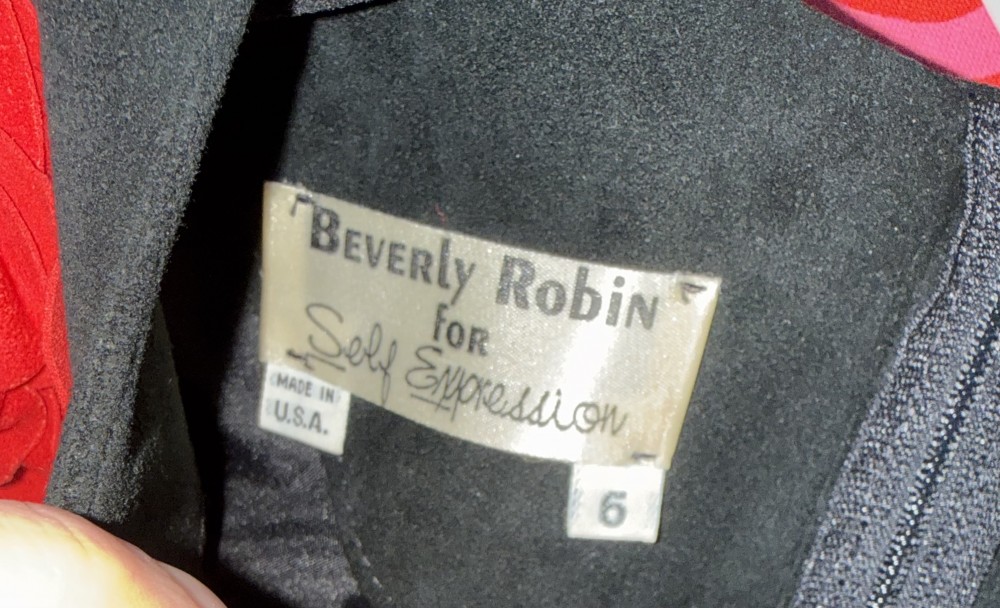 BEVERLY ROBIN
FOR
Self Expression
MADE IN
U.S.A.
6